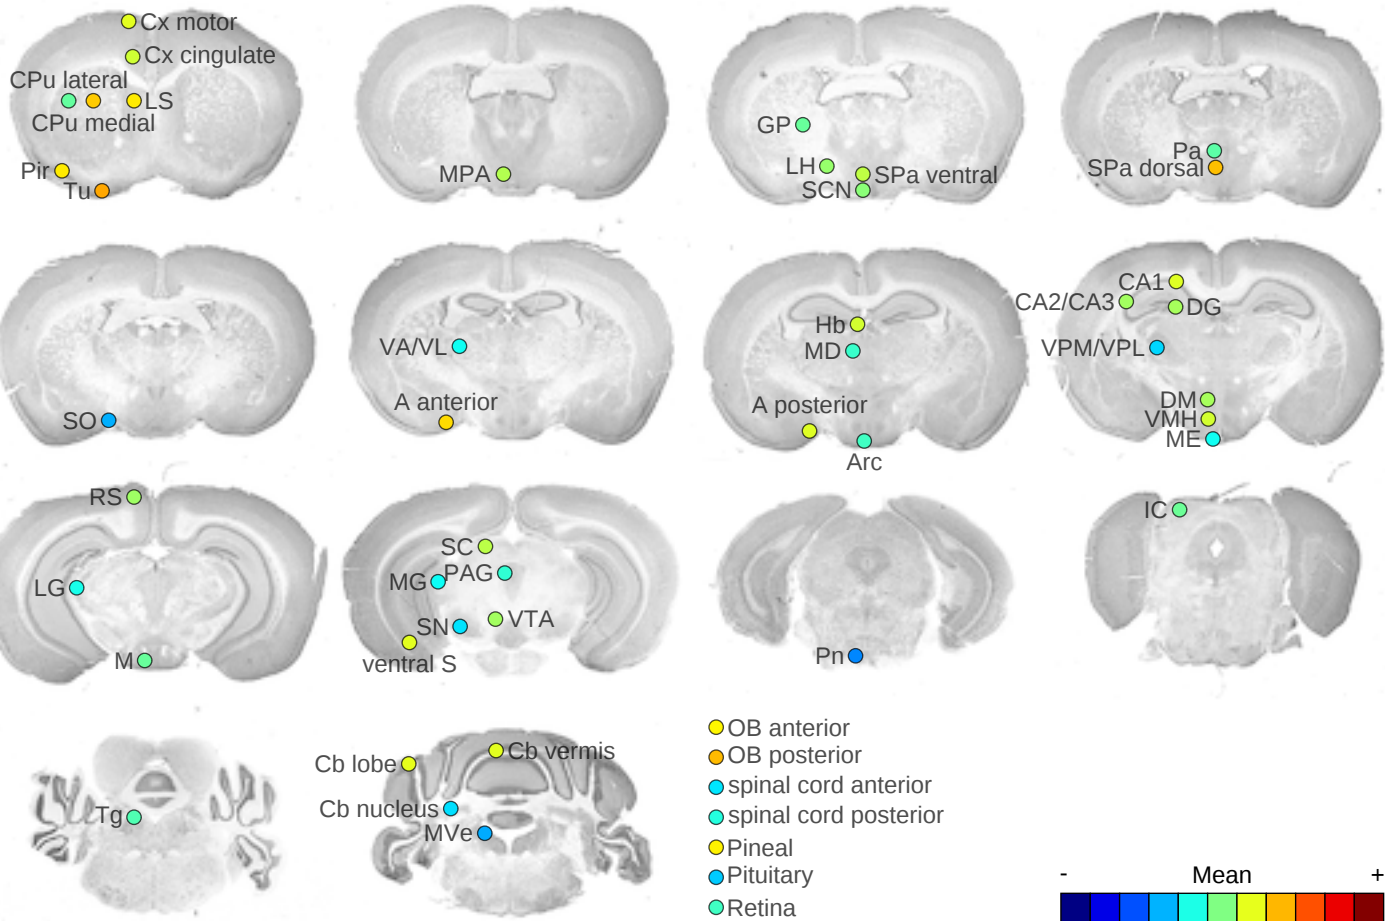 Cx motor
Cx cingulate
CPu lateral
LS
CPu medial
Pir
Tu
MPA
GP
LH
SPa ventral
SCN
Pa
SPa dorsal
SO
VA/VL
A anterior
Hb
MD
A posterior
Arc
CA1
CA2/CA3
DG
VPM/VPL
DM
VMH
ME
RS
LG
M
SC
MG
PAG
SN
VTA
ventral S
Pn
IC
Tg
Cb lobe
Cb vermis
Cb nucleus
MVe
OB anterior
OB posterior
spinal cord anterior
spinal cord posterior
Pineal
Pituitary
Retina
- Mean +